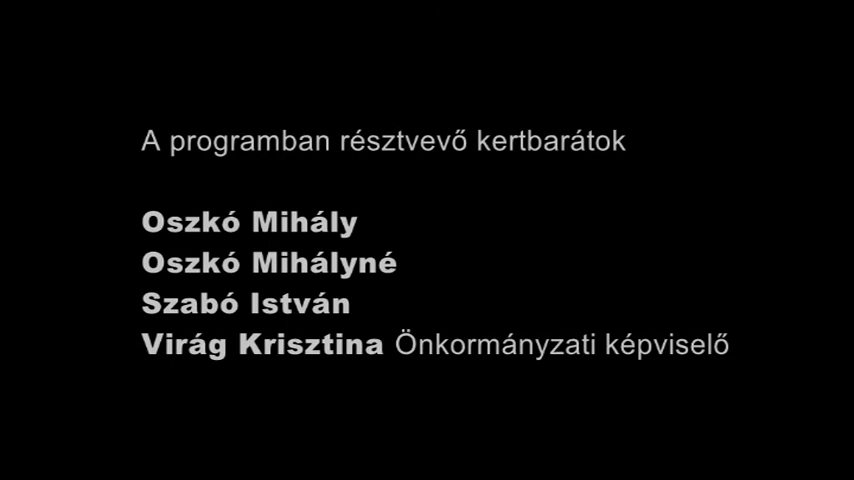 A programban résztvevő kertbarátok
Oszkó Mihály
Oszkó Mihályné
Szabó István
Virág Krisztina Önkormányzati képviselő